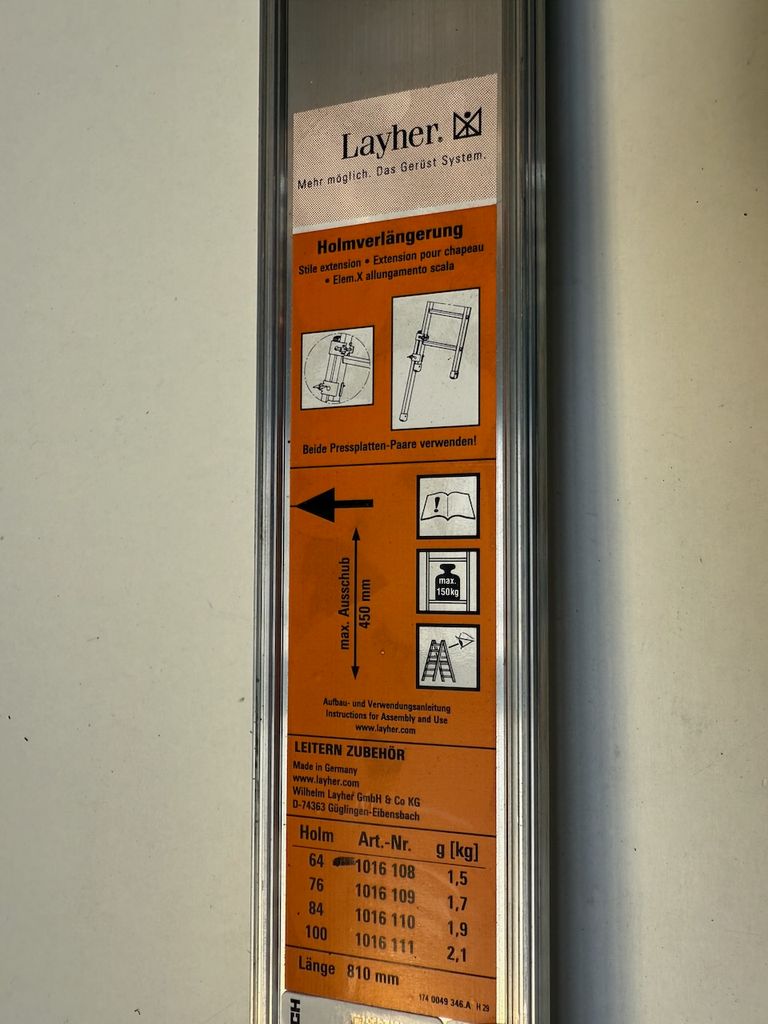 Layher.®
Mehr möglich. Das Gerüst System.
Holmverlängerung
Stile extension • Extension pour chapeau
• Elem.X allungamento scala
Beide Pressplatten-Paare verwenden!
!
max. Ausschub
450 mm
max.
150kg
Aufbau- und Verwendungsanleitung
Instructions for Assembly and Use
www.layher.com
LEITERN ZUBEHÖR
Made in Germany
www.layher.com
Wilhelm Layher GmbH & Co KG
D-74363 Güglingen-Eibensbach
Holm Art.-Nr. g [kg]
64 1016 108 1,5
76 1016 109 1,7
84 1016 110 1,9
100 1016 111 2,1
Länge 810 mm
174 0049 346.A H 29
CH